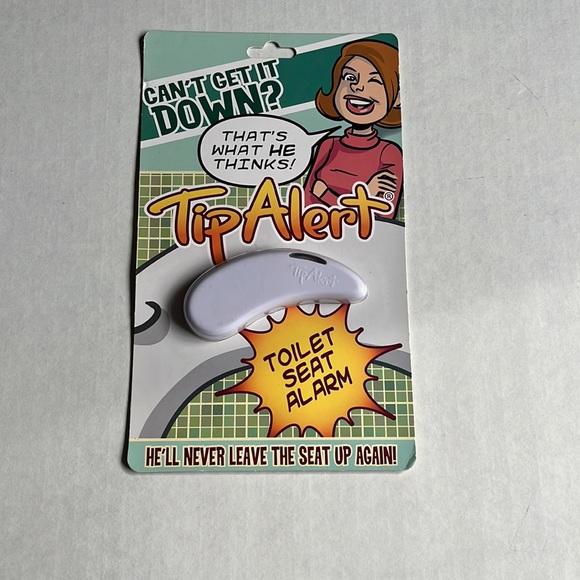 CAN'T GET IT
DOWN?
THAT'S
WHAT HE
THINKS!
TipAlert®
TipAlert
TOILET
SEAT
ALARM
HE'LL NEVER LEAVE THE SEAT UP AGAIN!